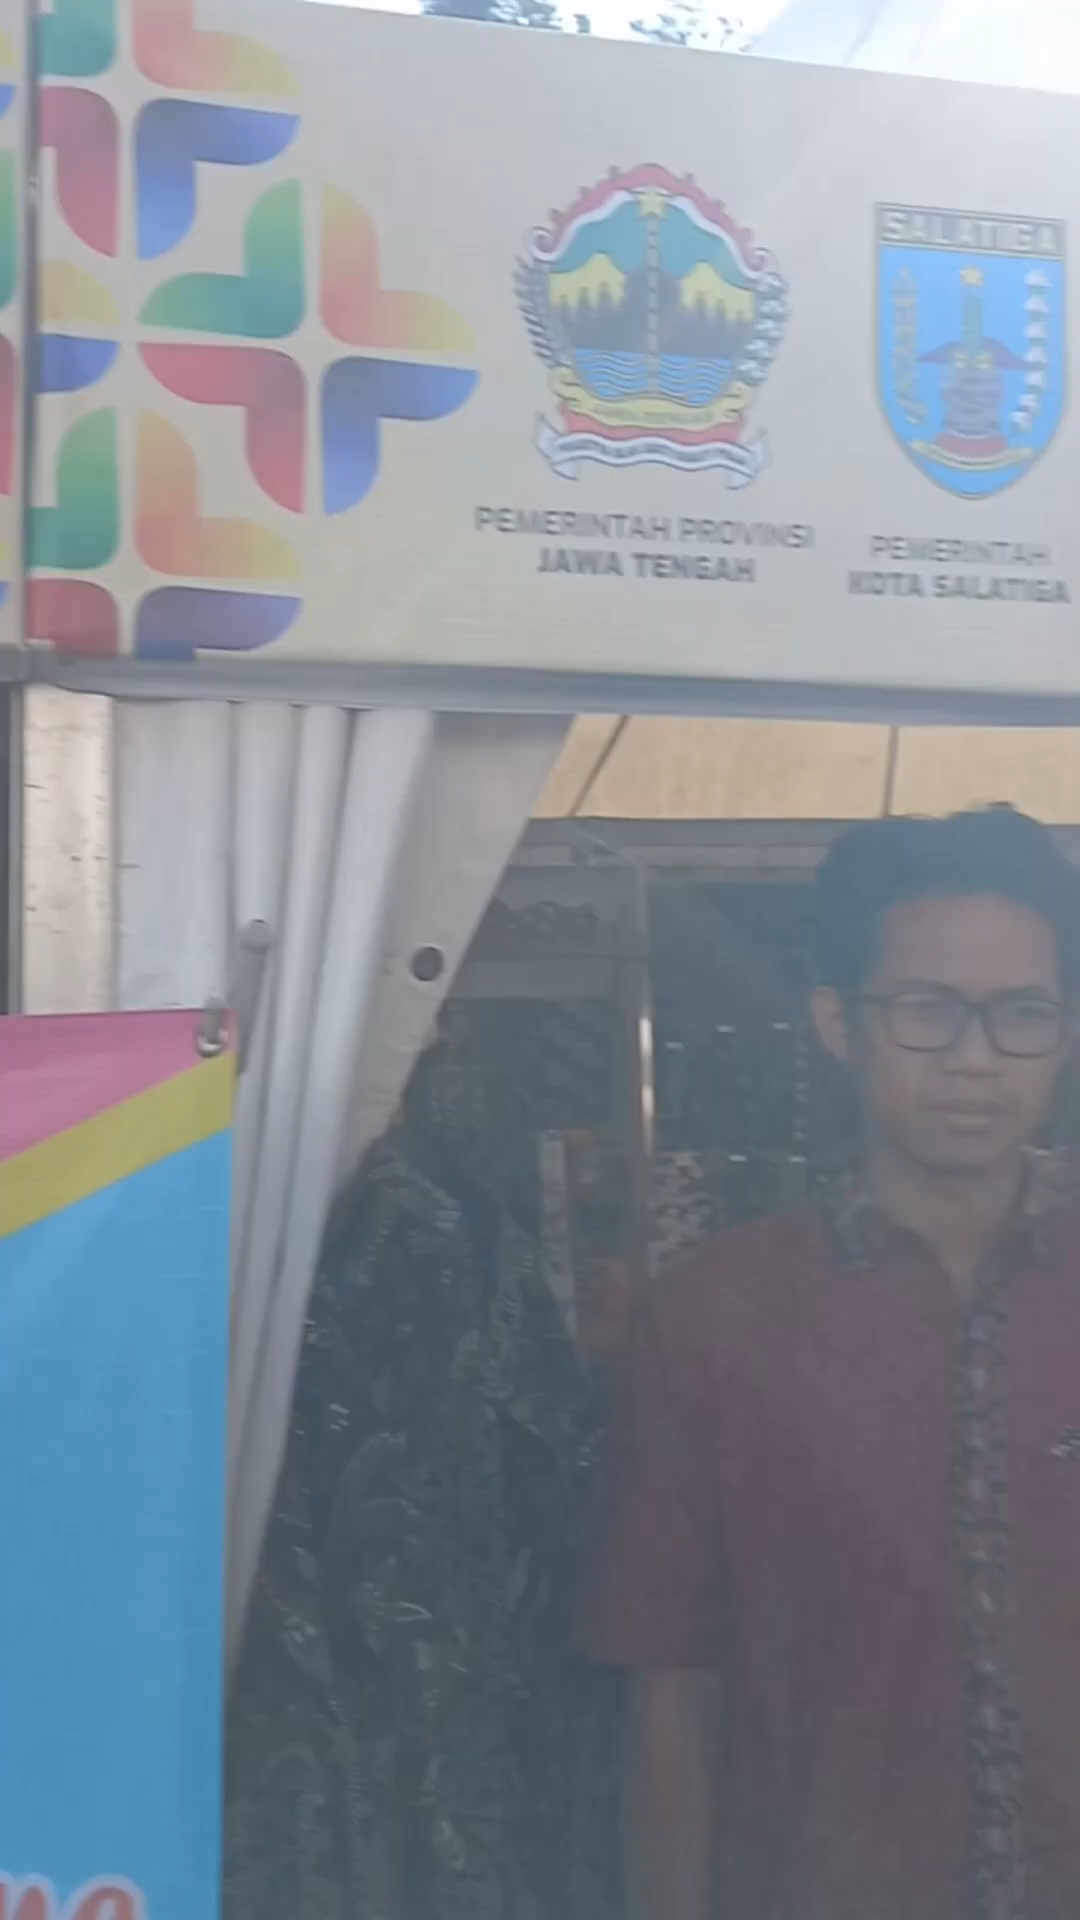 SALATIGA
PEMERINTAH PROVINSI
JAWA TENGAH
PEMERINTAH
KOTA SALATIGA